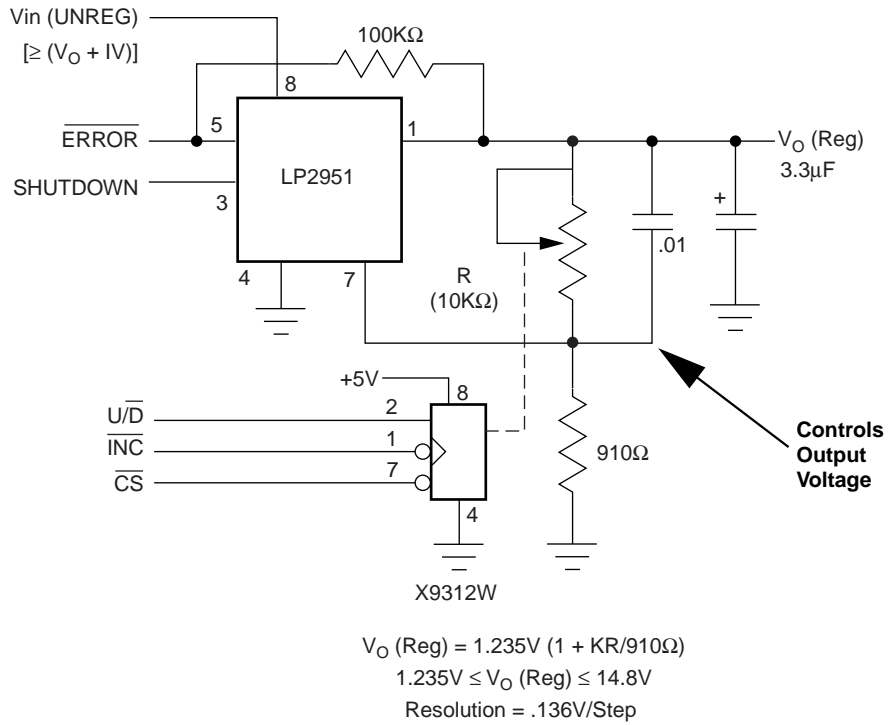 Vin (UNREG)
[≥ (VO + IV)]
100KΩ
8
ERROR
5
1
VO (Reg)
3.3µF
LP2951
SHUTDOWN
3
+
.01
4
7
R
(10KΩ)
+5V
8
U/D
2
INC
1
CS
7
910Ω
Controls
Output
Voltage
4
X9312W
VO (Reg) = 1.235V (1 + KR/910Ω)
1.235V ≤ VO (Reg) ≤ 14.8V
Resolution = .136V/Step